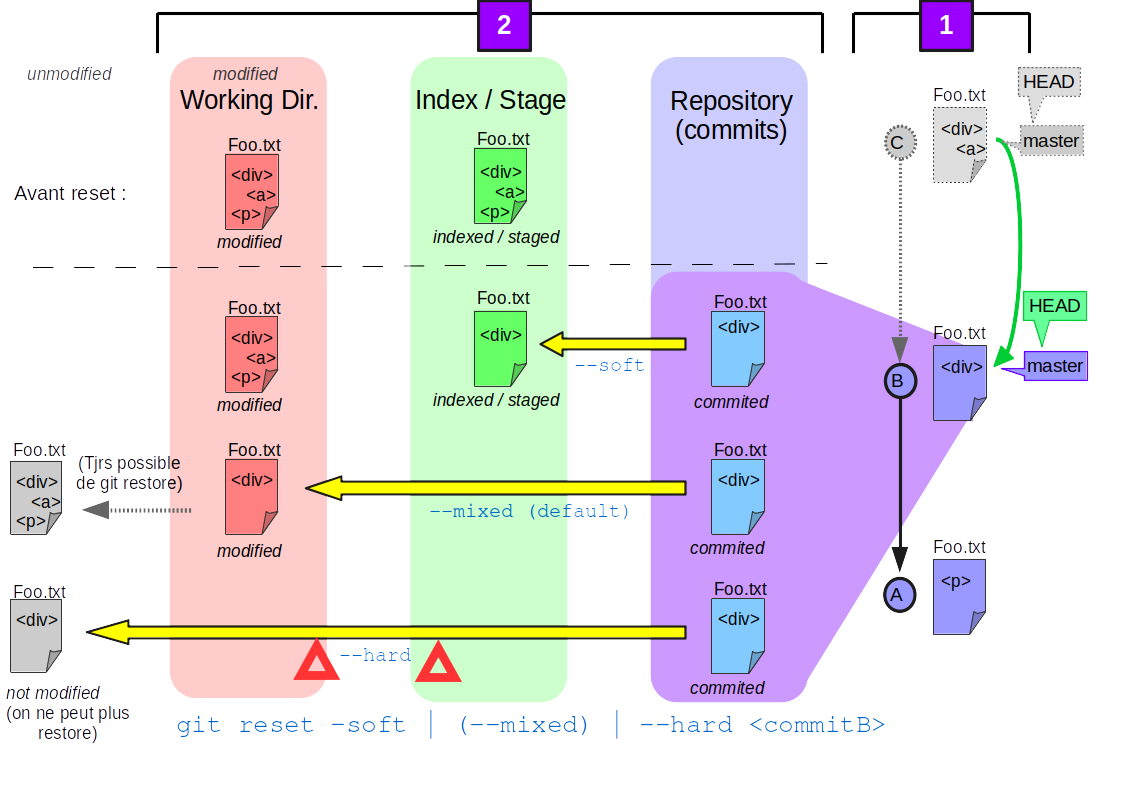 2
1
unmodified
modified
Working Dir.
Index / Stage
Repository
(commits)
HEAD
master
Foo.txt
<div>
<a>
C
Avant reset :
Foo.txt
<div>
<a>
<p>
modified
Foo.txt
<div>
<a>
<p>
indexed / staged
Foo.txt
<div>
<a>
<p>
modified
Foo.txt
<div>
indexed / staged
--soft
Foo.txt
<div>
commited
HEAD
master
Foo.txt
<div>
B
Foo.txt
<div>
<a>
<p>
(Tjrs possible
de git restore)
Foo.txt
<div>
modified
--mixed (default)
Foo.txt
<div>
commited
A
Foo.txt
<p>
Foo.txt
<div>
not modified
(on ne peut plus
restore)
--hard
Foo.txt
<div>
commited
git reset –soft | (--mixed) | --hard <commitB>